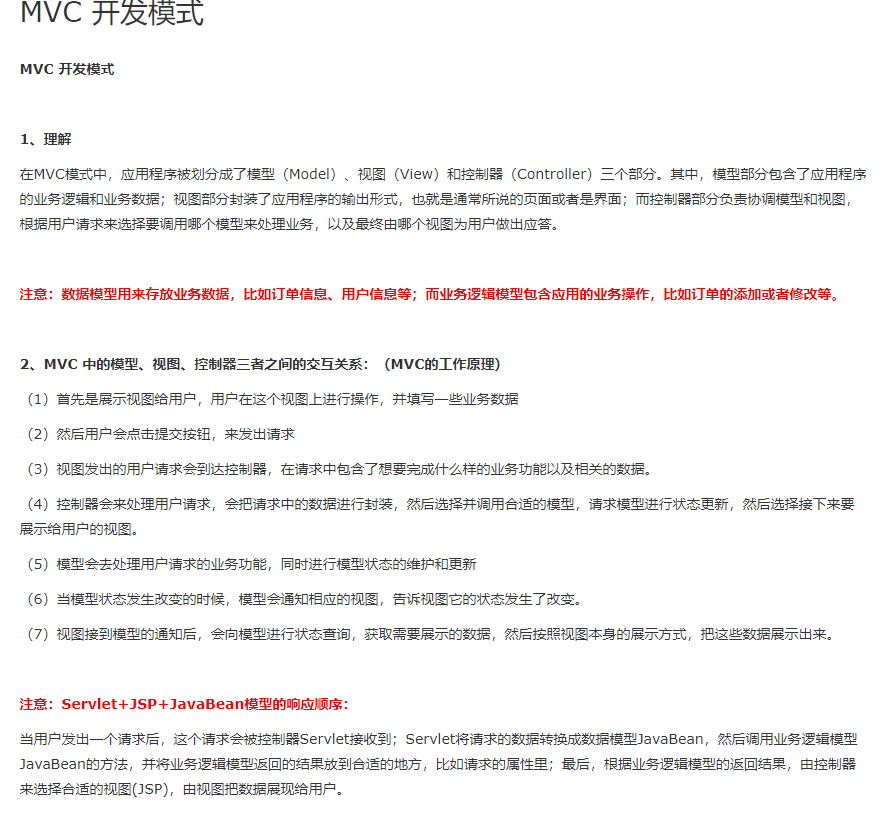 MVC 开发模式
MVC 开发模式
1、理解
在MVC模式中，应用程序被划分成了模型（Model）、视图（View）和控制器（Controller）三个部分。其中，模型部分包含了应用程序
的业务逻辑和业务数据；视图部分封装了应用程序的输出形式，也就是通常所说的页面或者是界面；而控制器部分负责协调模型和视图，
根据用户请求来选择要调用哪个模型来处理业务，以及最终由哪个视图为用户做出应答。
注意：数据模型用来存放业务数据，比如订单信息、用户信息等；而业务逻辑模型包含应用的业务操作，比如订单的添加或者修改等。
2、MVC 中的模型、视图、控制器三者之间的交互关系：（MVC的工作原理）
（1）首先是展示视图给用户，用户在这个视图上进行操作，并填写一些业务数据
（2）然后用户会点击提交按钮，来发出请求
（3）视图发出的用户请求会到达控制器，在请求中包含了想要完成什么样的业务功能以及相关的数据。
（4）控制器会来处理用户请求，会把请求中的数据进行封装，然后选择并调用合适的模型，请求模型进行状态更新，然后选择接下来要
展示给用户的视图。
（5）模型会去处理用户请求的业务功能，同时进行模型状态的维护和更新
（6）当模型状态发生改变的时候，模型会通知相应的视图，告诉视图它的状态发生了改变。
（7）视图接到模型的通知后，会向模型进行状态查询，获取需要展示的数据，然后按照视图本身的展示方式，把这些数据展示出来。
注意：Servlet+JSP+JavaBean模型的响应顺序：
当用户发出一个请求后，这个请求会被控制器Servlet接收到；Servlet将请求的数据转换成数据模型JavaBean，然后调用业务逻辑模型
JavaBean的方法，并将业务逻辑模型返回的结果放到合适的地方，比如请求的属性里；最后，根据业务逻辑模型的返回结果，由控制器
来选择合适的视图(JSP)，由视图把数据展现给用户。